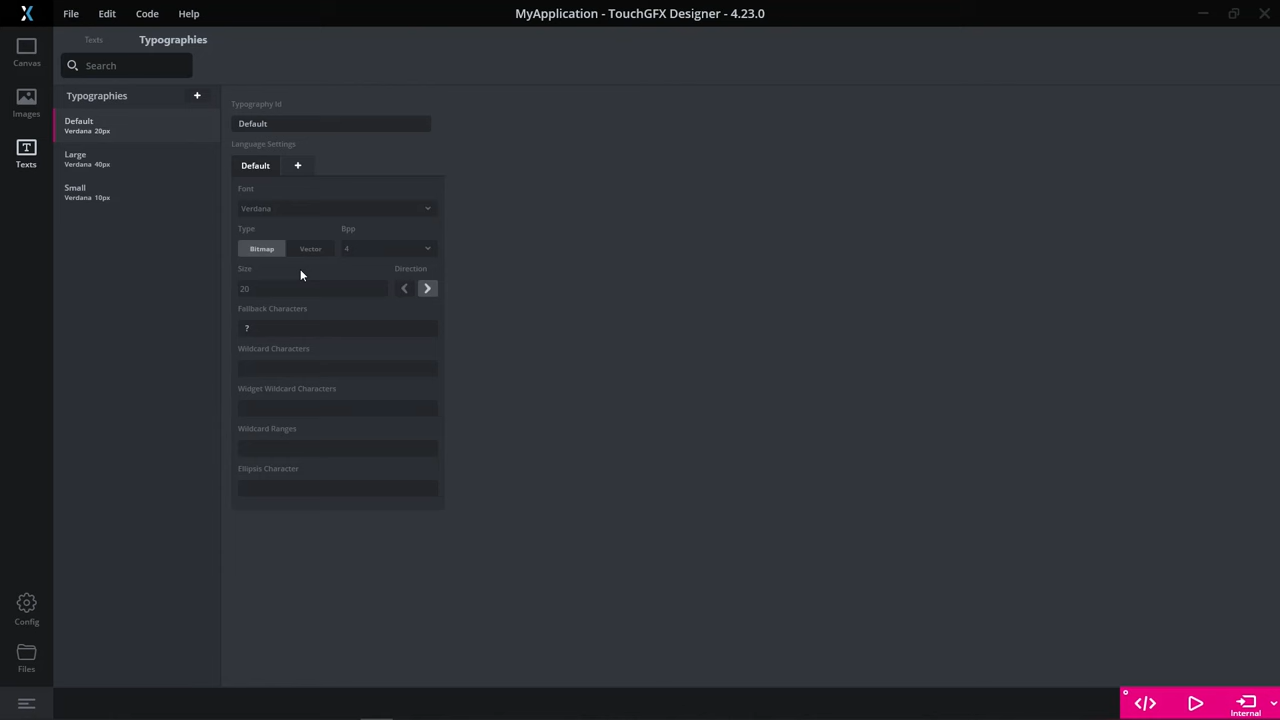 File Edit Code Help MyApplication - TouchGFX Designer - 4.23.0
Canvas
Images
Texts
Config
Files
Texts Typographies
Search
Typographies +
Default
Verdana 20px
Large
Verdana 40px
Small
Verdana 10px
Typography Id
Default
Language Settings
Default +
Font
Verdana
Type Bpp
Bitmap Vector 4
Size Direction
20
Fallback Characters
?
Wildcard Characters
Widget Wildcard Characters
Wildcard Ranges
Ellipsis Character
Internal